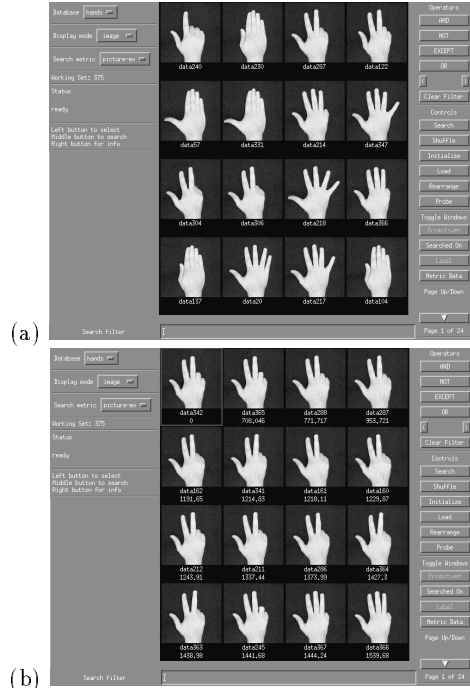 Database hands
Display mode image
Search metric picture-ev
Working Set: 375
Status
ready
Left button to select
Middle button to search
Right button for info
data240 data230 data287 data122
data57 data331 data214 data347
data304 data306 data218 data366
data137 data20 data217 data104
Operators
AND
NOT
EXCEPT
OR
( )
Clear Filter
Controls
Search
Shuffle
Initialize
Load
Rearrange
Probe
Toggle Windows
Primitives
Searched On
Label
Metric Data
Page Up/Down
Page 1 of 24
(a)
Search filter
Database hands
Display mode image
Search metric picture-ev
Working Set: 375
Status
ready
Left button to select
Middle button to search
Right button for info
data342 data365 data288 data287
0 708,046 771,717 953,721
data162 data341 data161 data160
1191,65 1214,83 1218,11 1229,87
data212 data211 data286 data364
1243,91 1337,44 1373,99 1427,3
data363 data245 data367 data366
1438,98 1441,68 1444,24 1539,68
Operators
AND
NOT
EXCEPT
OR
( )
Clear Filter
Controls
Search
Shuffle
Initialize
Load
Rearrange
Probe
Toggle Windows
Primitives
Searched On
Label
Metric Data
Page Up/Down
Page 1 of 24
(b)
Search filter